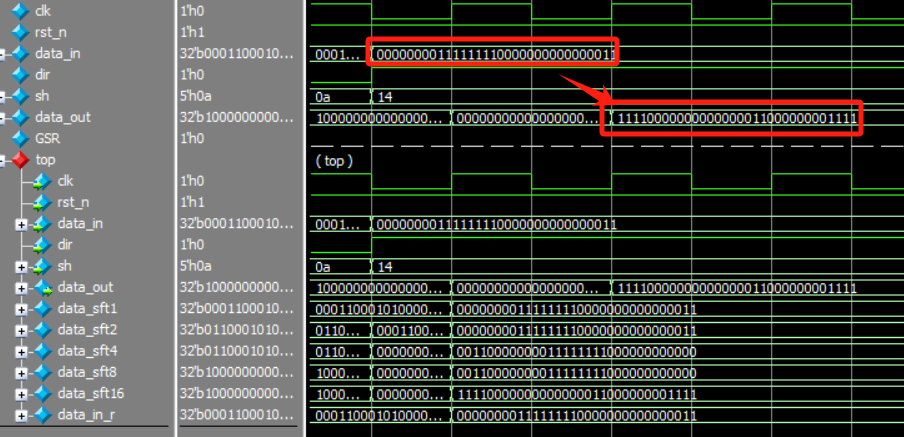 clk 1'h0
rst_n 1'h1
data_in 32'b0001100010... 0001... 00000000111111110000000000000011
dir 1'h0
sh 5'h0a 0a 14
data_out 32'b1000000000... 100000000000000... 00000000000000000... 11110000000000000011000000001111
GSR 1'h0
top ( top )
clk 1'h0
rst_n 1'h1
data_in 32'b0001100010... 0001... 00000000111111110000000000000011
dir 1'h0
sh 5'h0a 0a 14
data_out 32'b1000000000... 100000000000000... 00000000000000000... 11110000000000000011000000001111
data_sft1 32'b0001100010... 000110001010000... 00000000111111110000000000000011
data_sft2 32'b0110001010... 0110... 0001100... 00000000111111110000000000000011
data_sft4 32'b0110001010... 0110... 0000000... 00110000000011111111000000000000
data_sft8 32'b1000000000... 1000... 0000000... 00110000000011111111000000000000
data_sft16 32'b1000000000... 1000... 0000000... 11110000000000000011000000001111
data_in_r 32'b0001100010... 000110001010000... 00000000111111110000000000000011